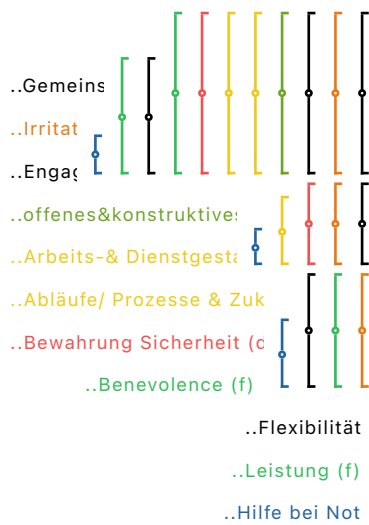 ..Gemeins
..Irritat
..Engag
..offenes&konstruktives
..Arbeits-& Dienstgesta
..Abläufe/ Prozesse & Zuk
..Bewahrung Sicherheit (d
..Benevolence (f)
..Flexibilität
..Leistung (f)
..Hilfe bei Not